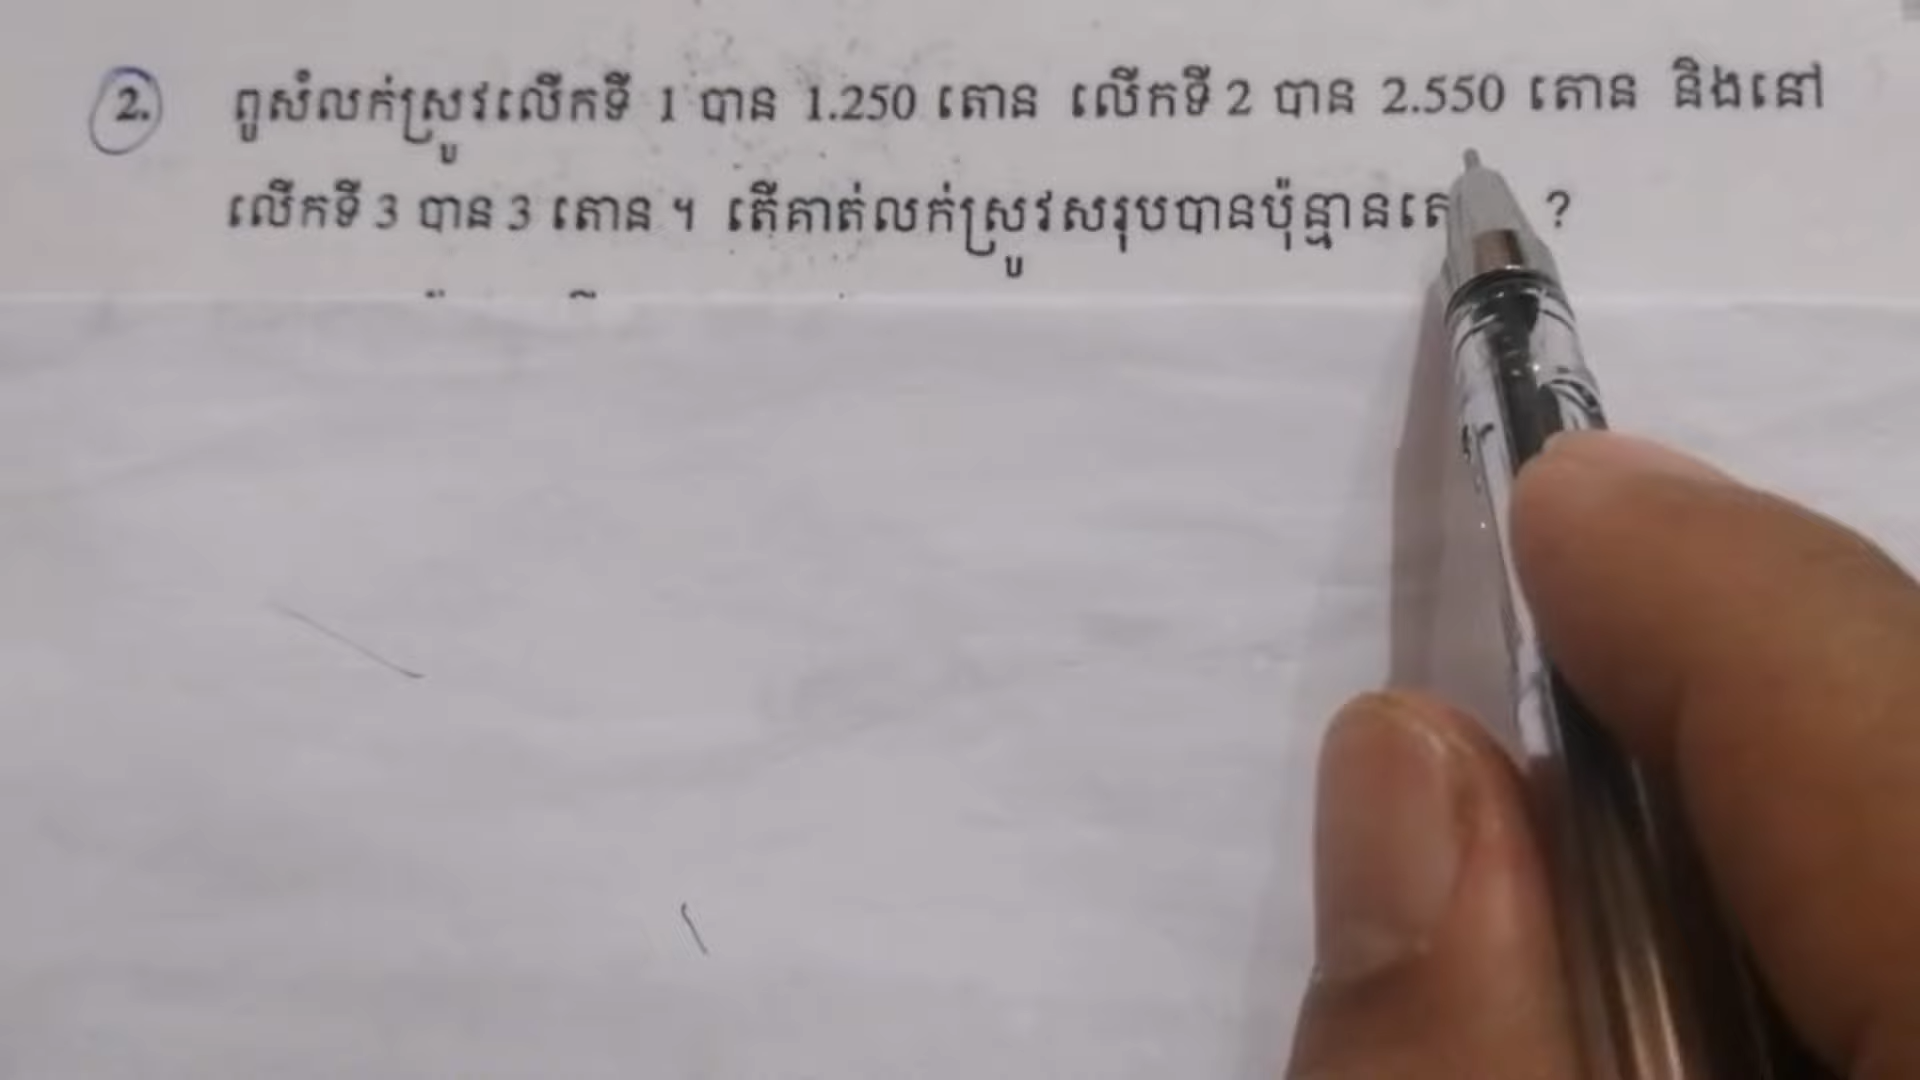 2. ពូសំលក់ស្រូវលើកទី 1 បាន 1.250 តោន លើកទី 2 បាន 2.550 តោន និងនៅ
លើកទី 3 បាន 3 តោន ។ តើគាត់លក់ស្រូវសរុបបានប៉ុន្មាន ?